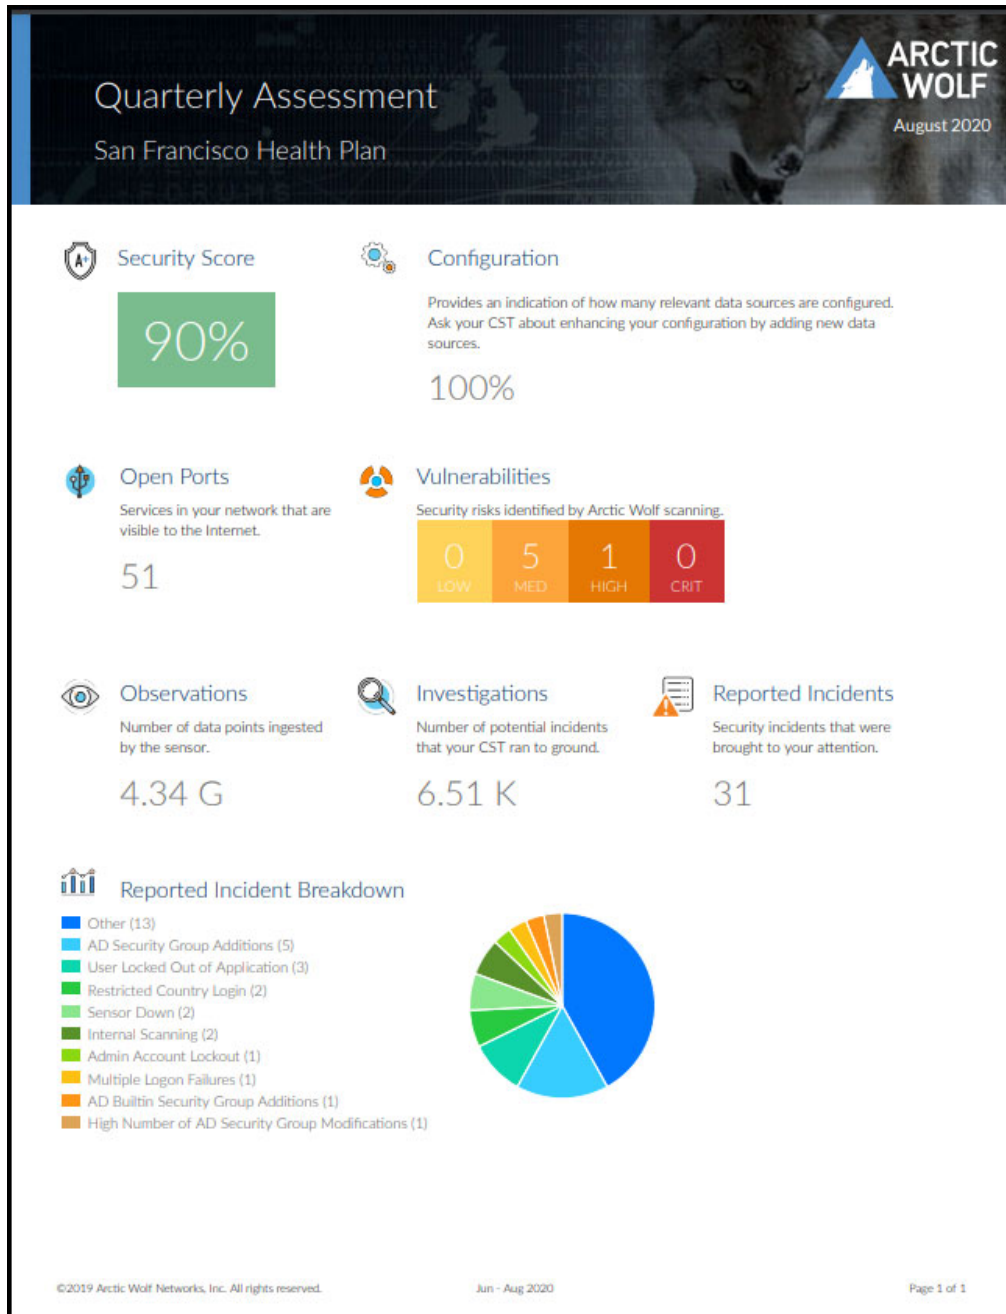 Quarterly Assessment
San Francisco Health Plan
ARCTIC
WOLF
August 2020
A+
Security Score
90%
Configuration
Provides an indication of how many relevant data sources are configured.
Ask your CST about enhancing your configuration by adding new data
sources.
100%
Open Ports
Services in your network that are
visible to the Internet.
51
Vulnerabilities
Security risks identified by Arctic Wolf scanning.
0 5 1 0
LOW MED HIGH CRIT
Observations
Number of data points ingested
by the sensor.
4.34 G
Investigations
Number of potential incidents
that your CST ran to ground.
6.51 K
Reported Incidents
Security incidents that were
brought to your attention.
31
Reported Incident Breakdown
Other (13)
AD Security Group Additions (5)
User Locked Out of Application (3)
Restricted Country Login (2)
Sensor Down (2)
Internal Scanning (2)
Admin Account Lockout (1)
Multiple Logon Failures (1)
AD Builtin Security Group Additions (1)
High Number of AD Security Group Modifications (1)
©2019 Arctic Wolf Networks, Inc. All rights reserved.
Jun - Aug 2020
Page 1 of 1